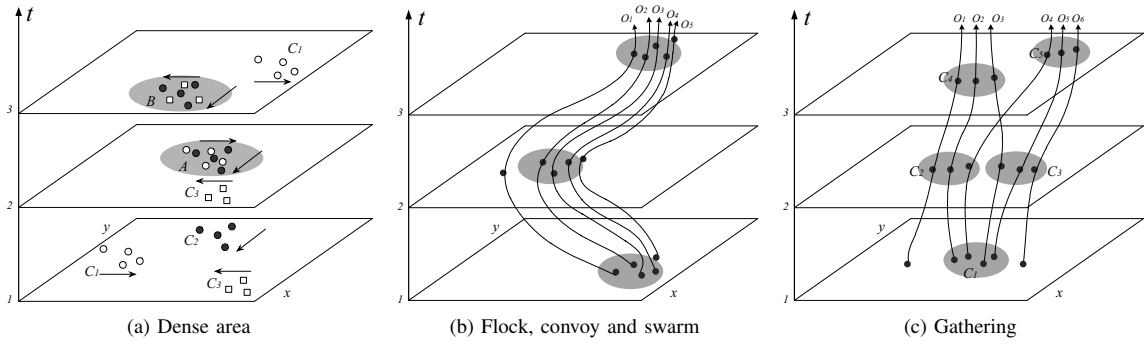 t
3
2
1
C1
B
A
C3
y
C2
C1
C3
x
(a) Dense area
t
3
2
1
O1
O2
O3
O4
O5
y
x
(b) Flock, convoy and swarm
t
3
2
1
O1
O2
O3
O4
O5
O6
C4
C5
C2
C3
y
C1
x
(c) Gathering